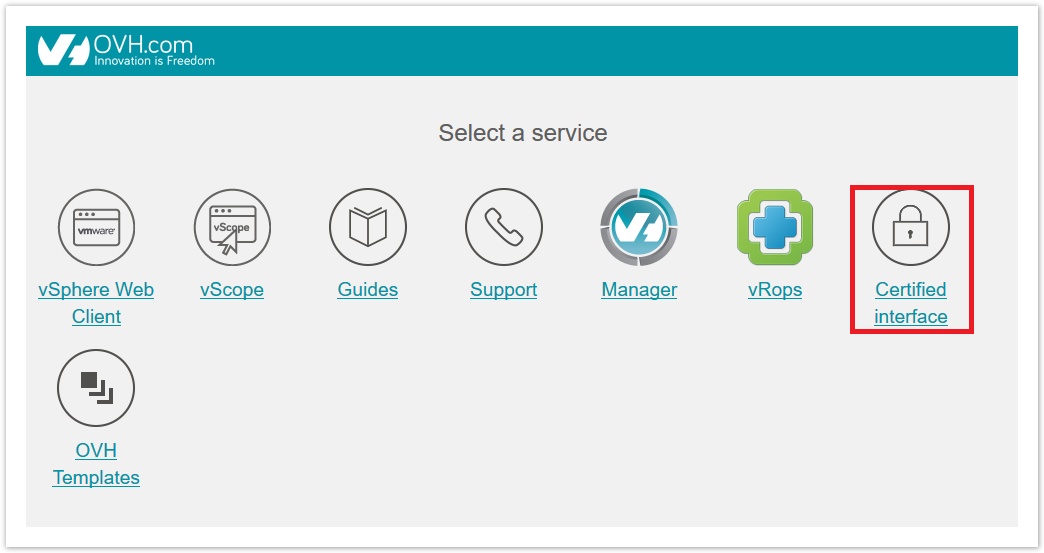 OVH.com
Innovation is Freedom
Select a service
vmware
vScope
vSphere Web
Client
vScope
Guides
Support
Manager
vRops
Certified
interface
OVH
Templates